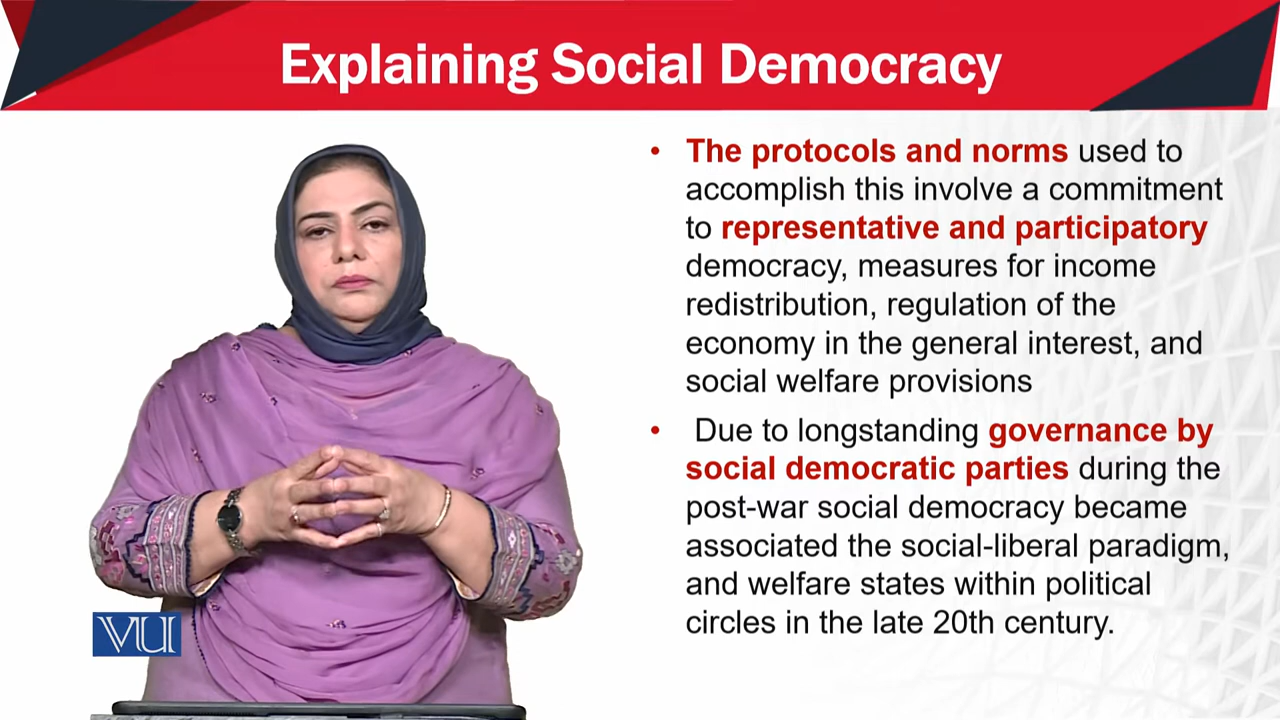 Explaining Social Democracy
• The protocols and norms used to
accomplish this involve a commitment
to representative and participatory
democracy, measures for income
redistribution, regulation of the
economy in the general interest, and
social welfare provisions
• Due to longstanding governance by
social democratic parties during the
post-war social democracy became
associated the social-liberal paradigm,
and welfare states within political
circles in the late 20th century.
VU